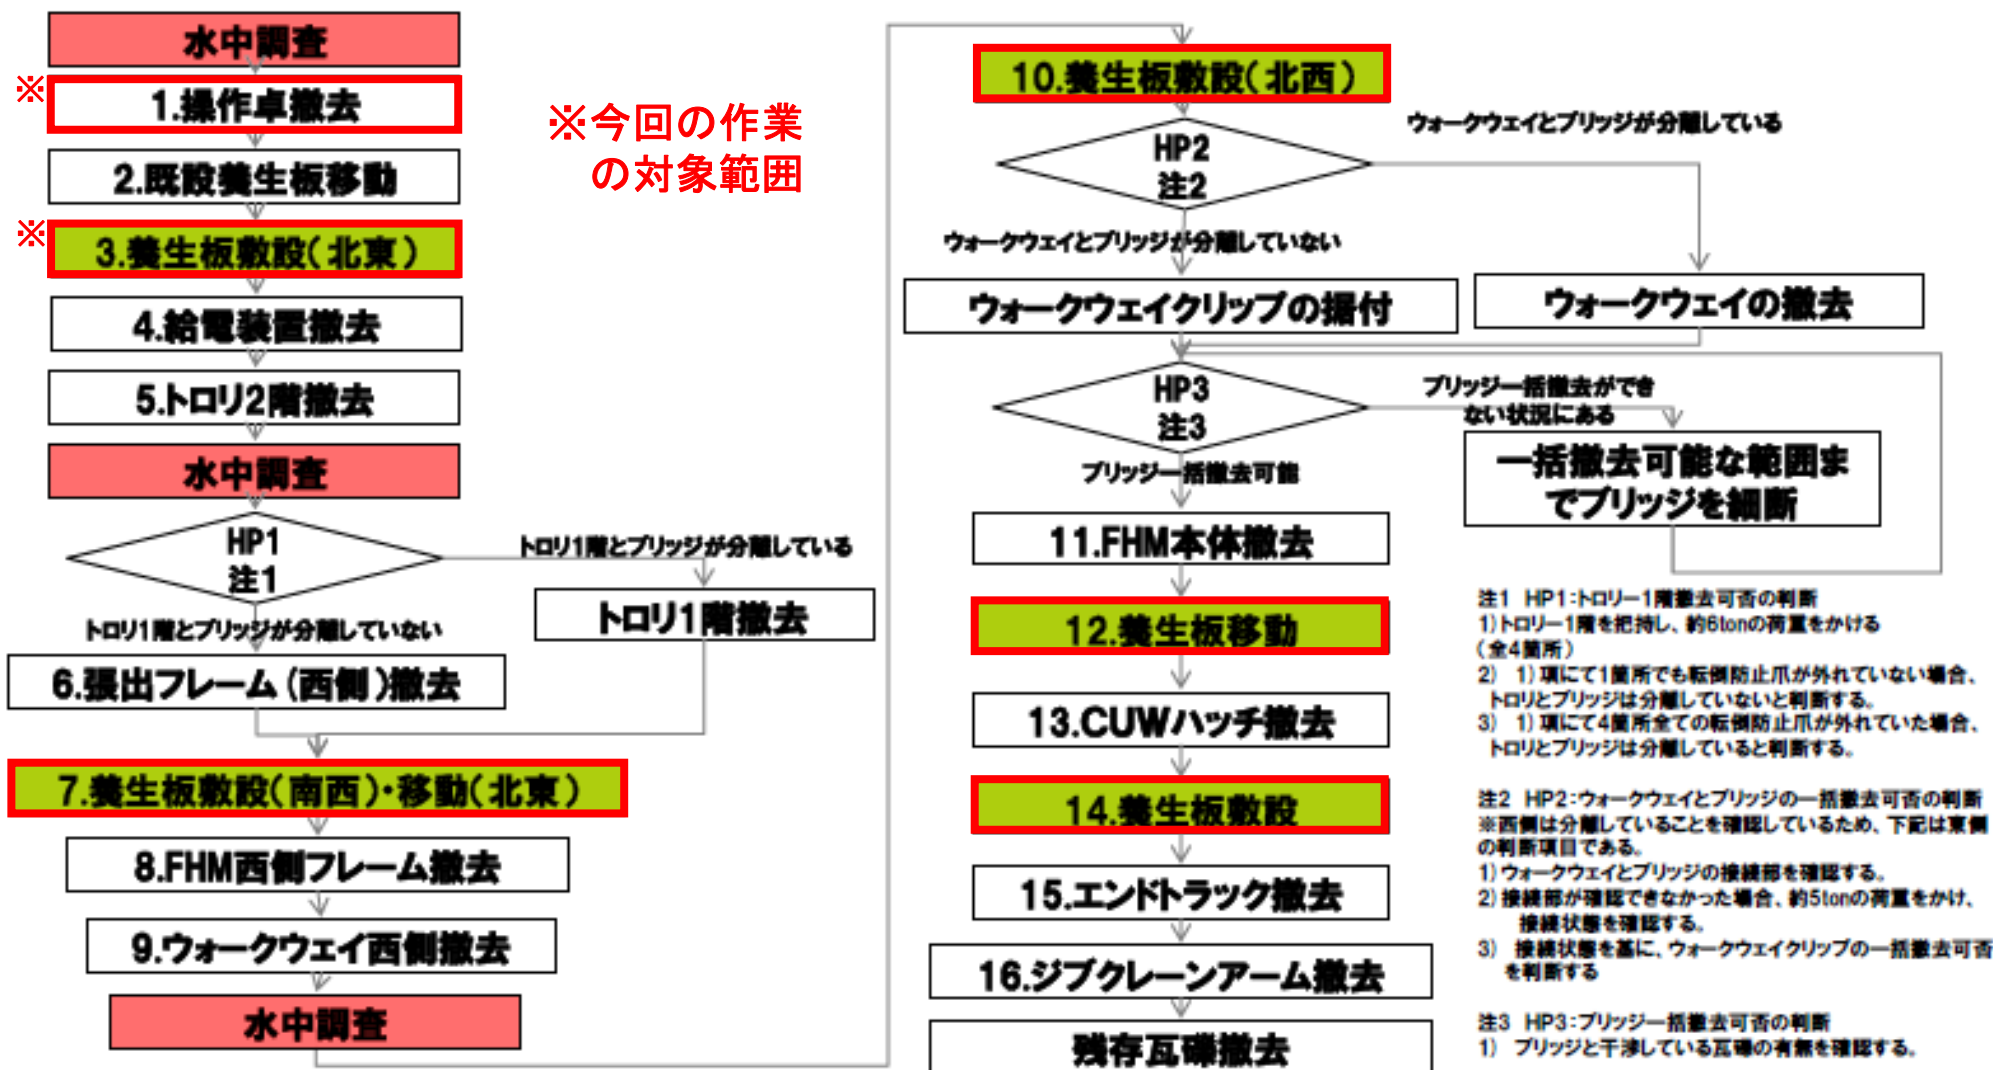 水中調査
※
1.操作卓撤去
2.既設養生板移動
※
3.養生板敷設(北東)
4.給電装置撤去
5.トロリ2階撤去
水中調査
HP1
注1
トロリ1階とブリッジが分離している
トロリ1階撤去
トロリ1階とブリッジが分離していない
6.張出フレーム(西側)撤去
7.養生板敷設(南西)・移動(北東)
8.FHM西側フレーム撤去
9.ウォークウェイ西側撤去
水中調査
※今回の作業
の対象範囲
10.養生板敷設(北西)
HP2
注2
ウォークウェイとブリッジが分離している
ウォークウェイとブリッジが分離していない
ウォークウェイクリップの据付
ウォークウェイの撤去
HP3
注3
ブリッジ一括撤去ができ
ない状況にある
一括撤去可能な範囲ま
でブリッジを細断
ブリッジ一括撤去可能
11.FHM本体撤去
12.養生板移動
13.CUWハッチ撤去
14.養生板敷設
15.エンドトラック撤去
16.ジブクレーンアーム撤去
残存瓦礫撤去
注1 HP1:トロリー1階撤去可否の判断
1)トロリー1階を把持し、約6tonの荷重をかける
(全4箇所)
2) 1)項にて1箇所でも転倒防止爪が外れていない場合、
トロリとブリッジは分離していないと判断する。
3) 1)項にて4箇所全ての転倒防止爪が外れていた場合、
トロリとブリッジは分離していると判断する。
注2 HP2:ウォークウェイとブリッジの一括撤去可否の判断
※西側は分離していることを確認しているため、下記は東側
の判断項目である。
1)ウォークウェイとブリッジの接続部を確認する。
2)接続部が確認できなかった場合、約5tonの荷重をかけ、
接続状態を確認する。
3) 接続状態を基に、ウォークウェイクリップの一括撤去可否
を判断する
注3 HP3:ブリッジ一括撤去可否の判断
1) ブリッジと干渉している瓦礫の有無を確認する。